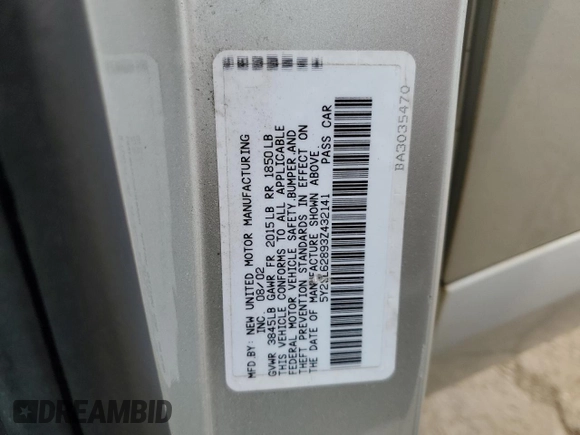 MFD.BY: NEW UNITED MOTOR MANUFACTURING
INC. 08/02
GVWR 3845LB GAWR FR 2015LB RR 1850LB
THIS VEHICLE CONFORMS TO ALL APPLICABLE
FEDERAL MOTOR VEHICLE SAFETY,BUMPER,AND
THEFT PREVENTION STANDARDS IN EFFECT ON
THE DATE OF MANUFACTURE SHOWN ABOVE.
5Y2SL62893Z432141 PASS CAR
BA3035470
DREAMBID